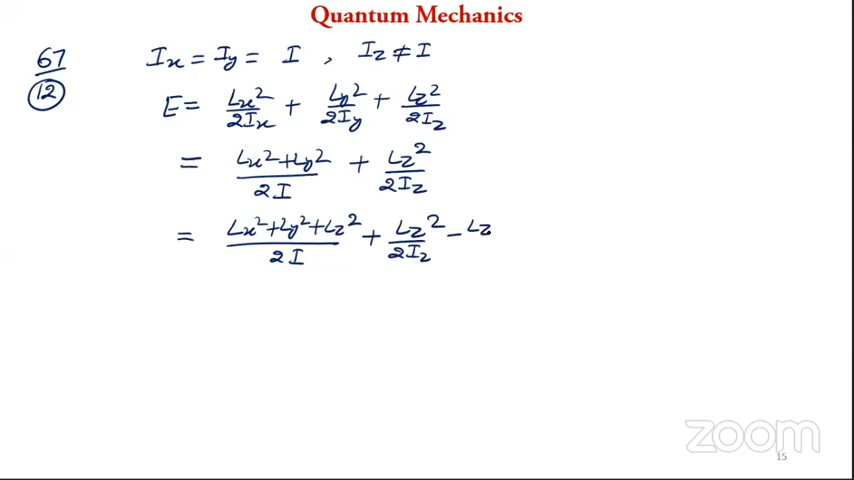 Quantum Mechanics
67 Ix = Iy = I , Iz ≠ I
12
E = Lx²/2Ix + Ly²/2Iy + Lz²/2Iz
= Lx²+Ly²/2I + Lz²/2Iz
= Lx²+Ly²+Lz²/2I + Lz²/2Iz - Lz
zoom
15